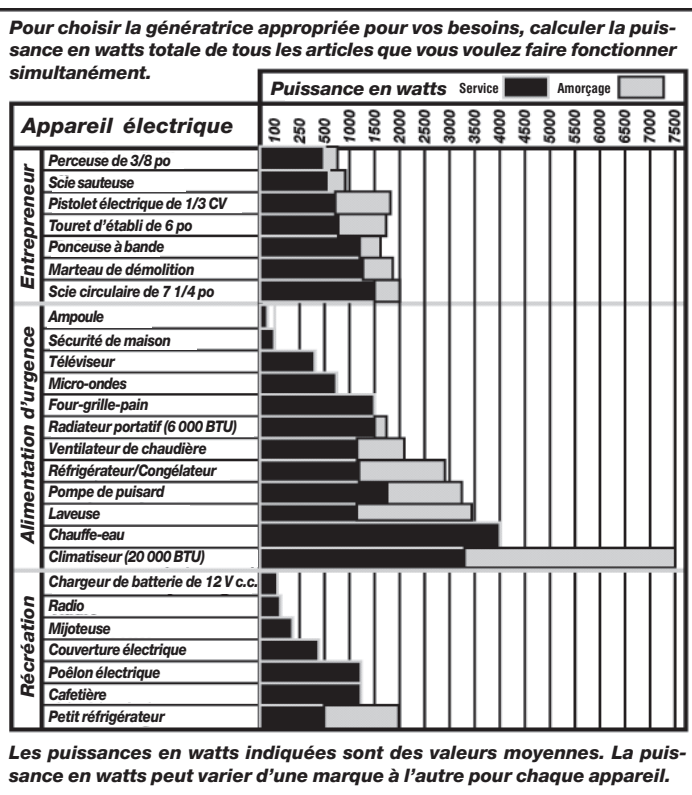 Pour choisir la génératrice appropriée pour vos besoins, calculer la puis-
sance en watts totale de tous les articles que vous voulez faire fonctionner
simultanément.
Puissance en watts Service Amorçage
Appareil électrique
100 250 500 1000 1500 2000 2500 3000 3500 4000 4500 5000 5500 6000 6500 7000 7500
Entrepreneur
Perceuse de 3/8 po
Scie sauteuse
Pistolet électrique de 1/3 CV
Touret d'établi de 6 po
Ponceuse à bande
Marteau de démolition
Scie circulaire de 7 1/4 po
Alimentation d'urgence
Ampoule
Sécurité de maison
Téléviseur
Micro-ondes
Four-grille-pain
Radiateur portatif (6 000 BTU)
Ventilateur de chaudière
Réfrigérateur/Congélateur
Pompe de puisard
Laveuse
Chauffe-eau
Climatiseur (20 000 BTU)
Récréation
Chargeur de batterie de 12 V c.c.
Radio
Mijoteuse
Couverture électrique
Poêlon électrique
Cafetière
Petit réfrigérateur
Les puissances en watts indiquées sont des valeurs moyennes. La puis-
sance en watts peut varier d'une marque à l'autre pour chaque appareil.